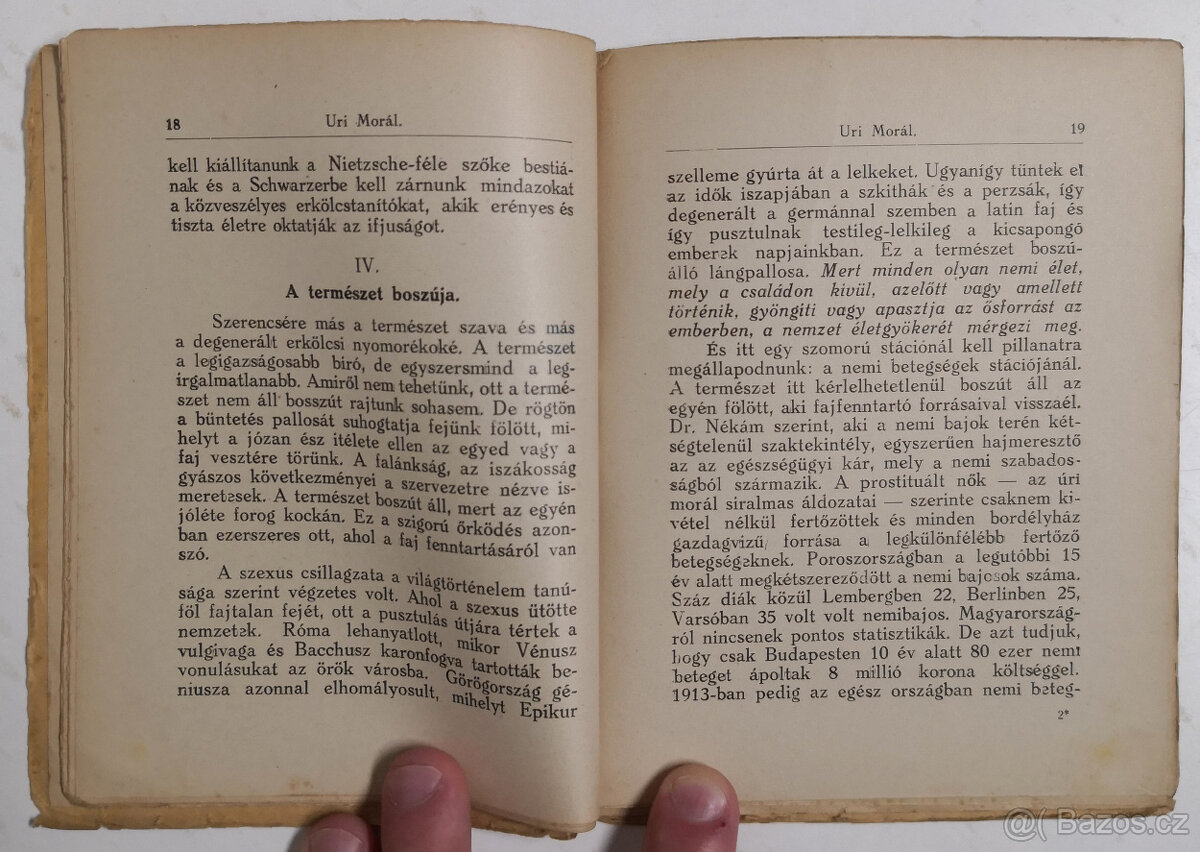 18
Uri Morál.
kell kiállítanunk a Nietzsche-féle szőke bestiá-
nak és a Schwarzerbe kell zárnunk mindazokat
a közveszélyes erkölcstanítókat, akik erényes és
tiszta életre oktatják az ifjuságot.
IV.
A természet boszúja.
Szerencsére más a természet szava és más
a degenerált erkölcsi nyomorékoké. A természet
a legigazságosabb biró, de egyszersmind a leg-
irgalmatlanabb. Amiről nem tehetünk, ott a termé-
szet nem áll bosszút rajtunk sohasem. De rögtön
a büntetés pallosát suhogtatja fejünk fölött, mi-
helyt a józan ész itélete ellen az egyed vagy a
faj vesztére törünk. A falánkság, az iszákosság
gyászos következményei a szervezetre nézve is-
meretesek. A természet boszút áll, mert az egyén
jóléte forog kockán. Ez a szigorú őrködés azon-
ban ezerszeres ott, ahol a faj fenntartásáról van
szó.
A szexus csillagzata a világtörténelem tanú-
sága szerint végzetes volt. Ahol a szexus ütötte
föl fajtalan fejét, ott a pusztulás útjára tértek a
nemzetek. Róma lehanyatlott, mikor Vénusz
vulgivaga és Bacchusz karonfogva tartották be-
vonulásukat az örök városba. Görögország gé-
niusza azonnal elhomályosult, mihelyt Epikur
Uri Morál.
19
szelleme gyúrta át a lelkeket. Ugyanígy tüntek el
az idők iszapjában a szkithák és a perzsák, így
degenerált a germánnal szemben a latin faj és
így pusztulnak testileg-lelkileg a kicsapongó
emberek napjainkban. Ez a természet boszú-
álló lángpallosa. Mert minden olyan nemi élet,
mely a családon kivül, azelőtt vagy amellett
történik, gyöngiti vagy apasztja az ősforrást az
emberben, a nemzet életgyökerét mérgezi meg.
És itt egy szomorú stációnál kell pillanatra
megállapodnunk: a nemi betegségek stációjánál.
A természet itt kérlelhetetlenül boszút áll az
egyén fölött, aki fajfenntartó forrásaival visszaél.
Dr. Nékám szerint, aki a nemi bajok terén két-
ségtelenül szaktekintély, egyszerűen hajmeresztő
az az egészségügyi kár, mely a nemi szabados-
ságból származik. A prostituált nők — az úri
morál siralmas áldozatai — szerinte csaknem ki-
vétel nélkül fertőzöttek és minden bordélyház
gazdagvizű forrása a legkülönfélébb fertőző
betegségeknek. Poroszországban a legutóbbi 15
év alatt megkétszereződött a nemi bajosok száma.
Száz diák közül Lembergben 22, Berlinben 25,
Varsóban 35 volt volt nemibajos. Magyarország-
ról nincsenek pontos statisztikák. De azt tudjuk,
hogy csak Budapesten 10 év alatt 80 ezer nemi
beteget ápoltak 8 millió korona költséggel.
1913-ban pedig az egész országban nemi beteg-
2*
@( Bazos.cz